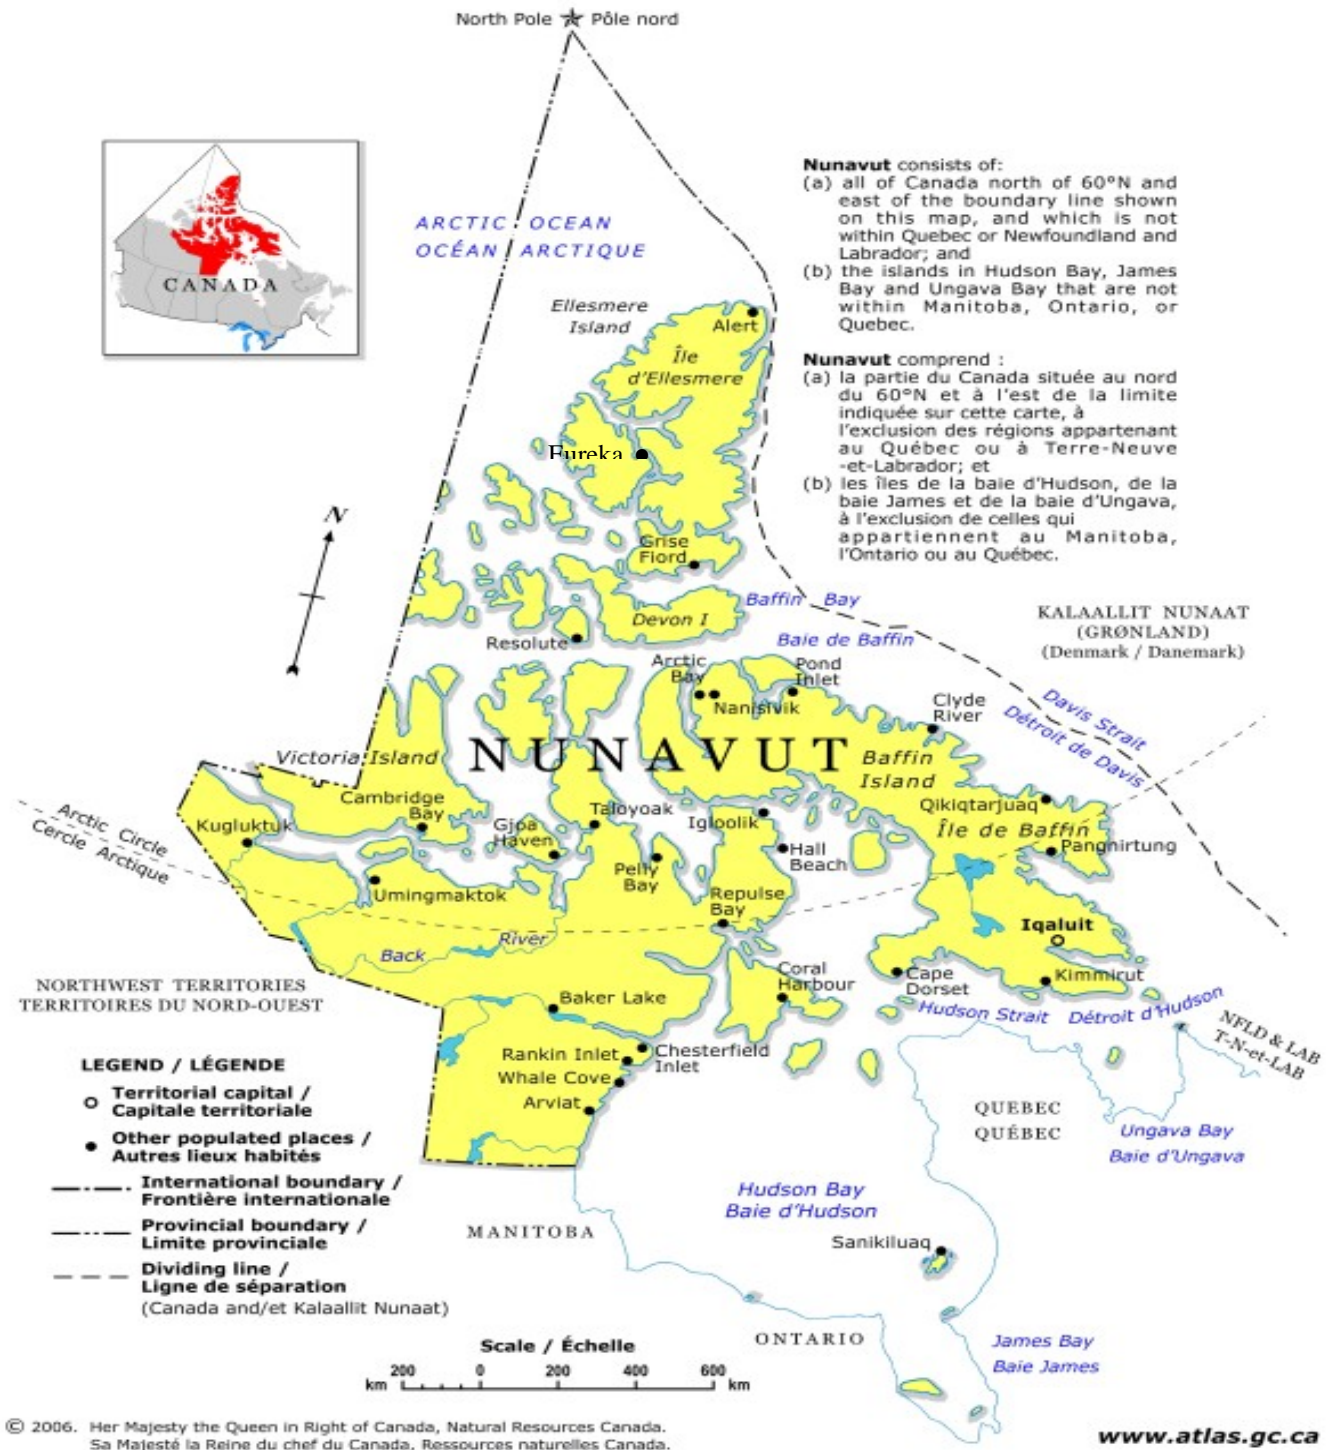 North Pole Pôle nord
CANADA
ARCTIC OCEAN
OCÉAN ARCTIQUE
Nunavut consists of:
(a) all of Canada north of 60°N and
east of the boundary line shown
on this map, and which is not
within Quebec or Newfoundland and
Labrador; and
(b) the islands in Hudson Bay, James
Bay and Ungava Bay that are not
within Manitoba, Ontario, or
Quebec.
Nunavut comprend :
(a) la partie du Canada située au nord
du 60°N et à l'est de la limite
indiquée sur cette carte, à
l'exclusion des régions appartenant
au Québec ou à Terre-Neuve
-et-Labrador; et
(b) les îles de la baie d'Hudson, de la
baie James et de la baie d'Ungava,
à l'exclusion de celles qui
appartiennent au Manitoba,
l'Ontario ou au Québec.
Ellesmere
Island
Alert
Île
d'Ellesmere
Eureka
N
Grise
Fiord
Devon I
Baffin Bay
Baie de Baffin
KALAALLIT NUNAAT
(GRØNLAND)
(Denmark / Danemark)
Resolute
Arctic
Bay
Nanisivik
Pond
Inlet
Clyde
River
Davis Strait
Détroit de Davis
NUNAVUT
Victoria Island
Baffin
Island
Cambridge
Bay
Kugluktuk
Arctic Circle
Cercle Arctique
Gjoa
Haven
Taloyoak
Igloolik
Qikiqtarjuaq
Île de Baffin
Pangnirtung
Hall
Beach
Pelly
Bay
Umingmaktok
Repulse
Bay
Iqaluit
Back River
Coral
Harbour
Cape
Dorset
Kimmirut
Hudson Strait Détroit d'Hudson
NORTHWEST TERRITORIES
TERRITOIRES DU NORD-OUEST
Baker Lake
Rankin Inlet
Chesterfield
Inlet
Whale Cove
Arviat
NFLD & LAB
T-N-et-LAB
QUEBEC
QUÉBEC
Ungava Bay
Baie d'Ungava
Hudson Bay
Baie d'Hudson
MANITOBA
Sanikiluaq
ONTARIO
James Bay
Baie James
LEGEND / LÉGENDE
Territorial capital /
Capitale territoriale
Other populated places /
Autres lieux habités
International boundary /
Frontière internationale
Provincial boundary /
Limite provinciale
Dividing line /
Ligne de séparation
(Canada and/et Kalaallit Nunaat)
Scale / Échelle
200 0 200 400 600
km km
© 2006. Her Majesty the Queen in Right of Canada, Natural Resources Canada.
Sa Majesté la Reine du chef du Canada, Ressources naturelles Canada.
www.atlas.gc.ca